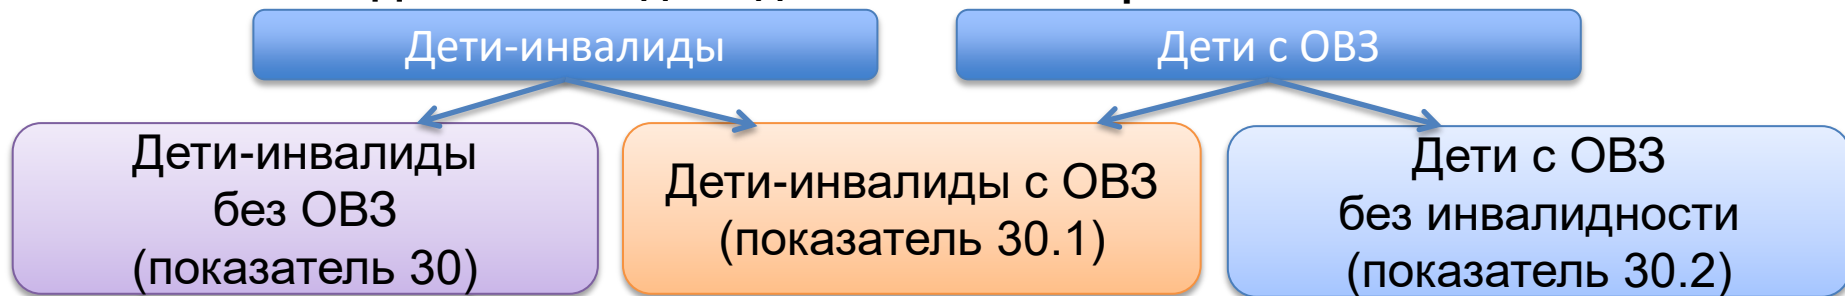 Дети-инвалиды
Дети с ОВЗ
Дети-инвалиды
без ОВЗ
(показатель 30)
Дети-инвалиды с ОВЗ
(показатель 30.1)
Дети с ОВЗ
без инвалидности
(показатель 30.2)